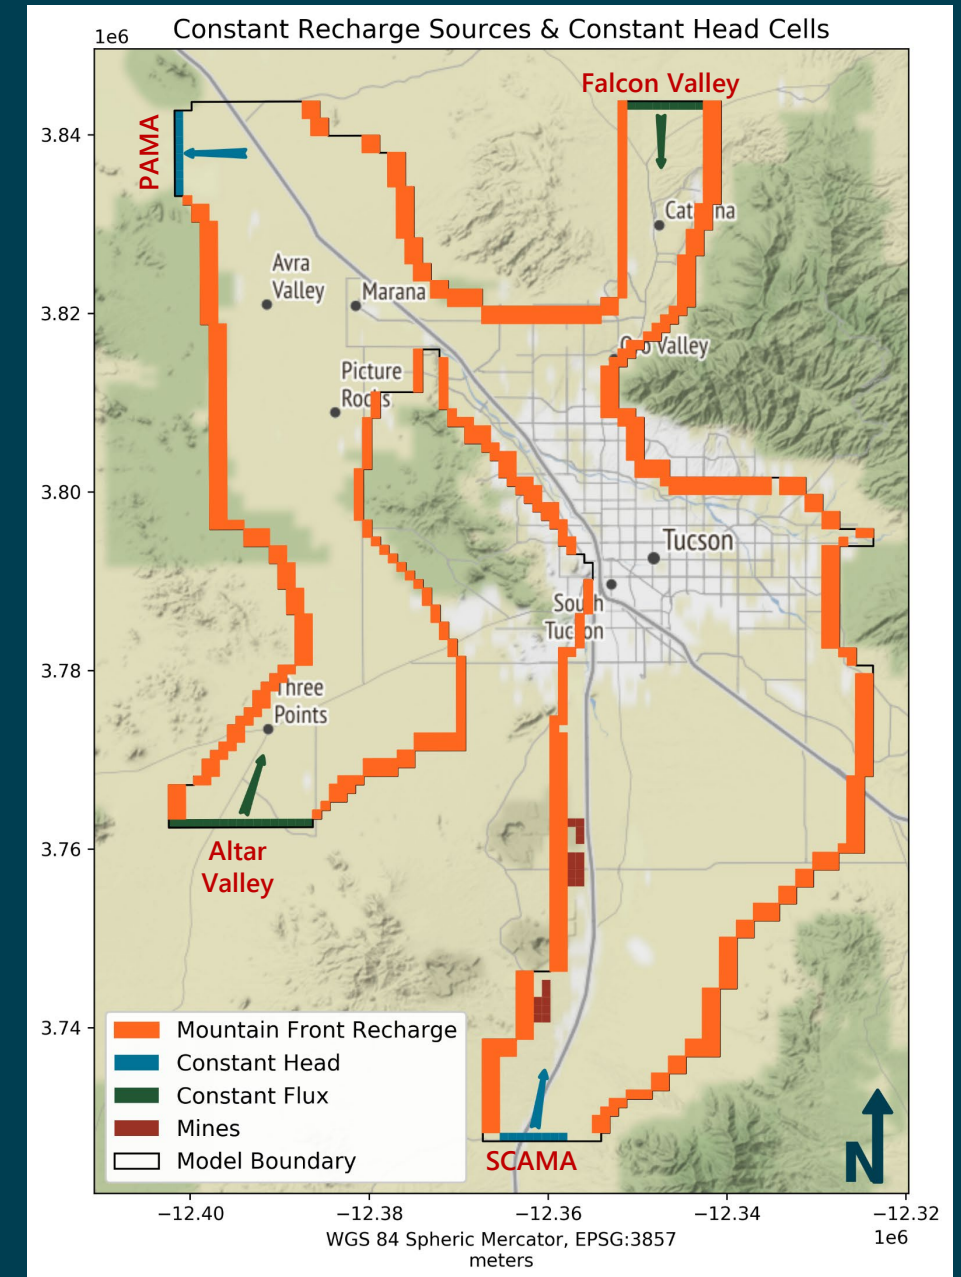 Constant Recharge Sources & Constant Head Cells
1e6
Falcon Valley
3.84
PAMA
Avra
Valley
Marana
3.82
Picture
3.80
Tucson
South
3.78
Three
Points
3.76
Altar
Valley
3.74
Mountain Front Recharge
Constant Head
Constant Flux
Mines
Model Boundary
SCAMA
N
−12.40
−12.38
−12.36
−12.34
−12.32
1e6
WGS 84 Spheric Mercator, EPSG:3857
meters